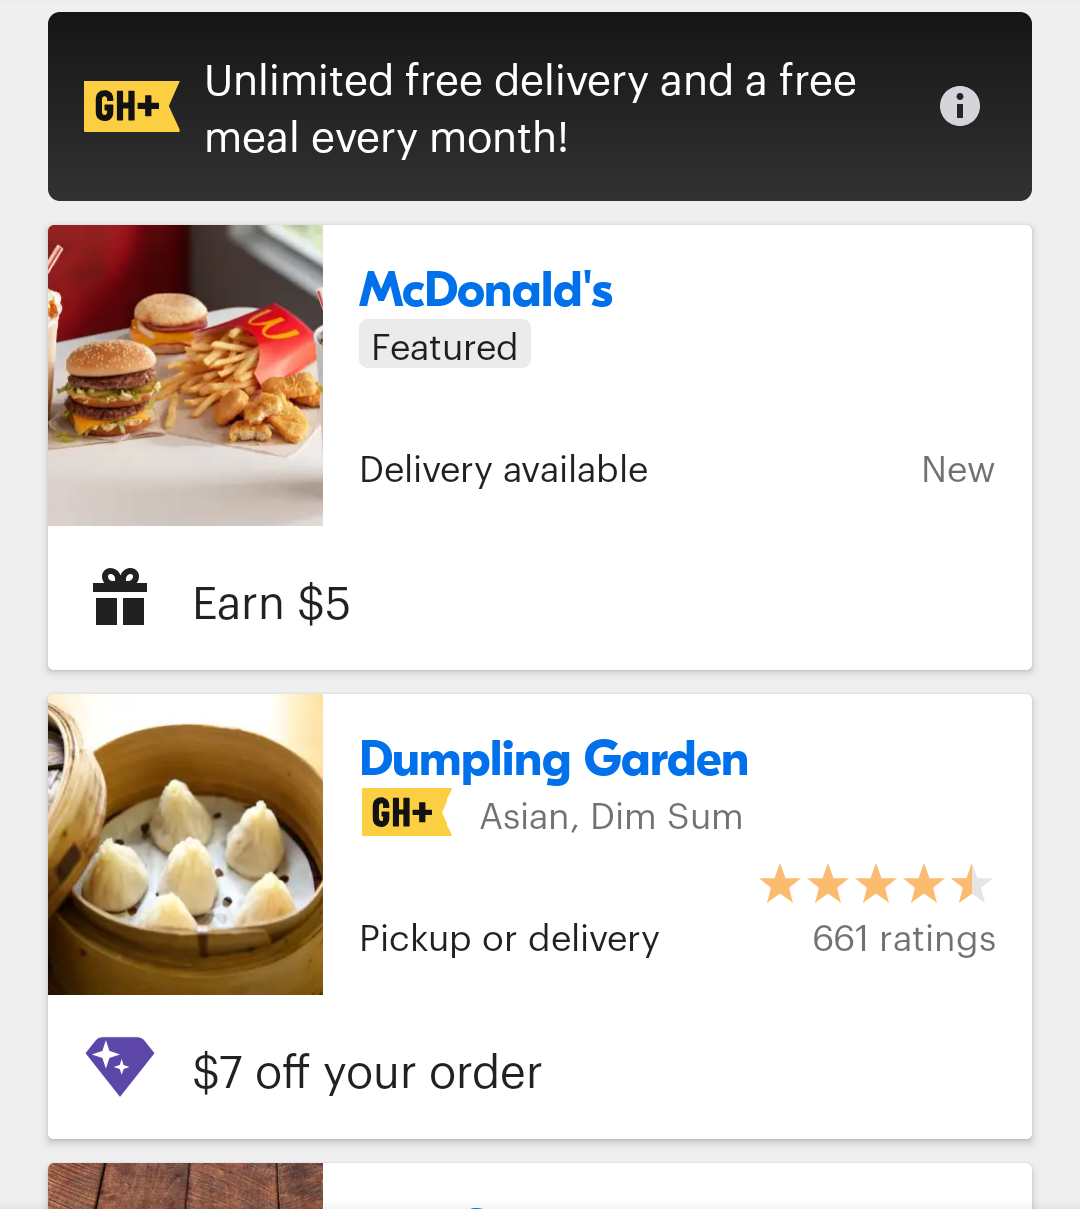 GH+
Unlimited free delivery and a free
meal every month!
McDonald's
Featured
Delivery available
New
Earn $5
Dumpling Garden
GH+
Asian, Dim Sum
Pickup or delivery
661 ratings
$7 off your order